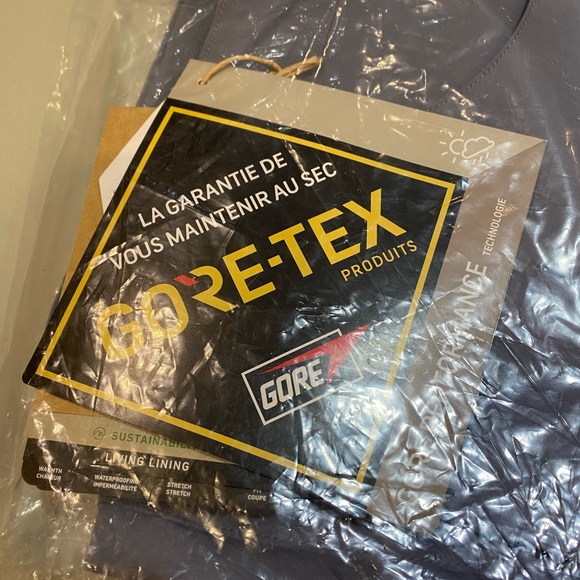 LA GARANTIE DE
VOUS MAINTENIR AU SEC
GORE-TEX
PRODUITS
GORE
TECHNOLOGIE
LIVING LINING
WARMTH
CHALEUR
WATERPROOFING
IMPERMÉABILITÉ
STRETCH
STRETCH
FIT
COUPE